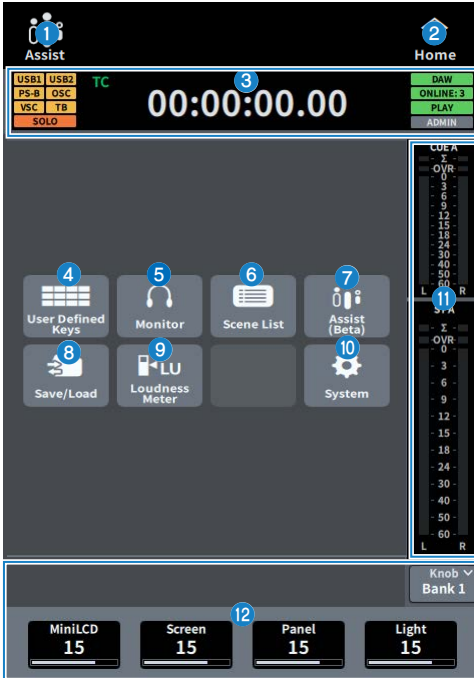 1
Assist
2
Home
USB1 USB2
PS-B OSC
VSC TB
SOLO
TC
3
00:00:00.00
DAW
ONLINE: 3
PLAY
ADMIN
CUE A
Σ
OVR
0
3
6
9
12
15
18
24
30
40
50
60
L R
11
Σ
OVR
0
3
6
9
12
15
18
24
30
40
50
60
L R
4
User Defined
Keys
5
Monitor
6
Scene List
7
Assist
(Beta)
8
Save/Load
9
LU
Loudness
Meter
10
System
Knob
Bank 1
12
MiniLCD
15
Screen
15
Panel
15
Light
15